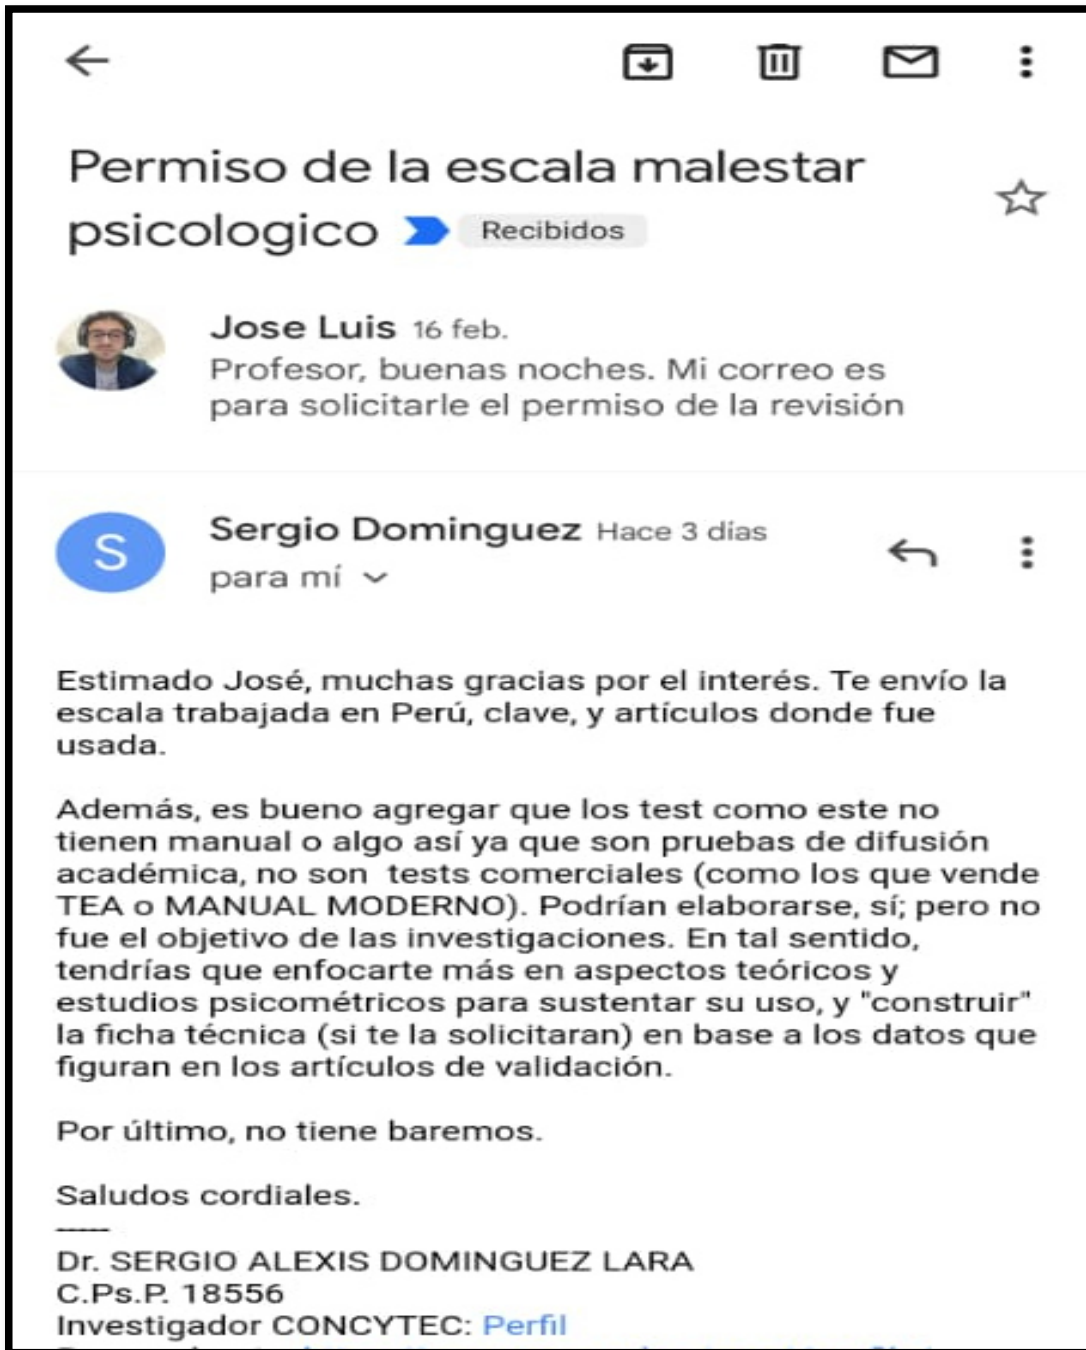 Permiso de la escala malestar
psicologico Recibidos
Jose Luis 16 feb.
Profesor, buenas noches. Mi correo es
para solicitarle el permiso de la revisión
S
Sergio Dominguez Hace 3 días
para mí
Estimado José, muchas gracias por el interés. Te envío la
escala trabajada en Perú, clave, y artículos donde fue
usada.
Además, es bueno agregar que los test como este no
tienen manual o algo así ya que son pruebas de difusión
académica, no son  tests comerciales (como los que vende
TEA o MANUAL MODERNO). Podrían elaborarse, sí; pero no
fue el objetivo de las investigaciones. En tal sentido,
tendrías que enfocarte más en aspectos teóricos y
estudios psicométricos para sustentar su uso, y "construir"
la ficha técnica (si te la solicitaran) en base a los datos que
figuran en los artículos de validación.
Por último, no tiene baremos.
Saludos cordiales.
-----
Dr. SERGIO ALEXIS DOMINGUEZ LARA
C.Ps.P. 18556
Investigador CONCYTEC: Perfil